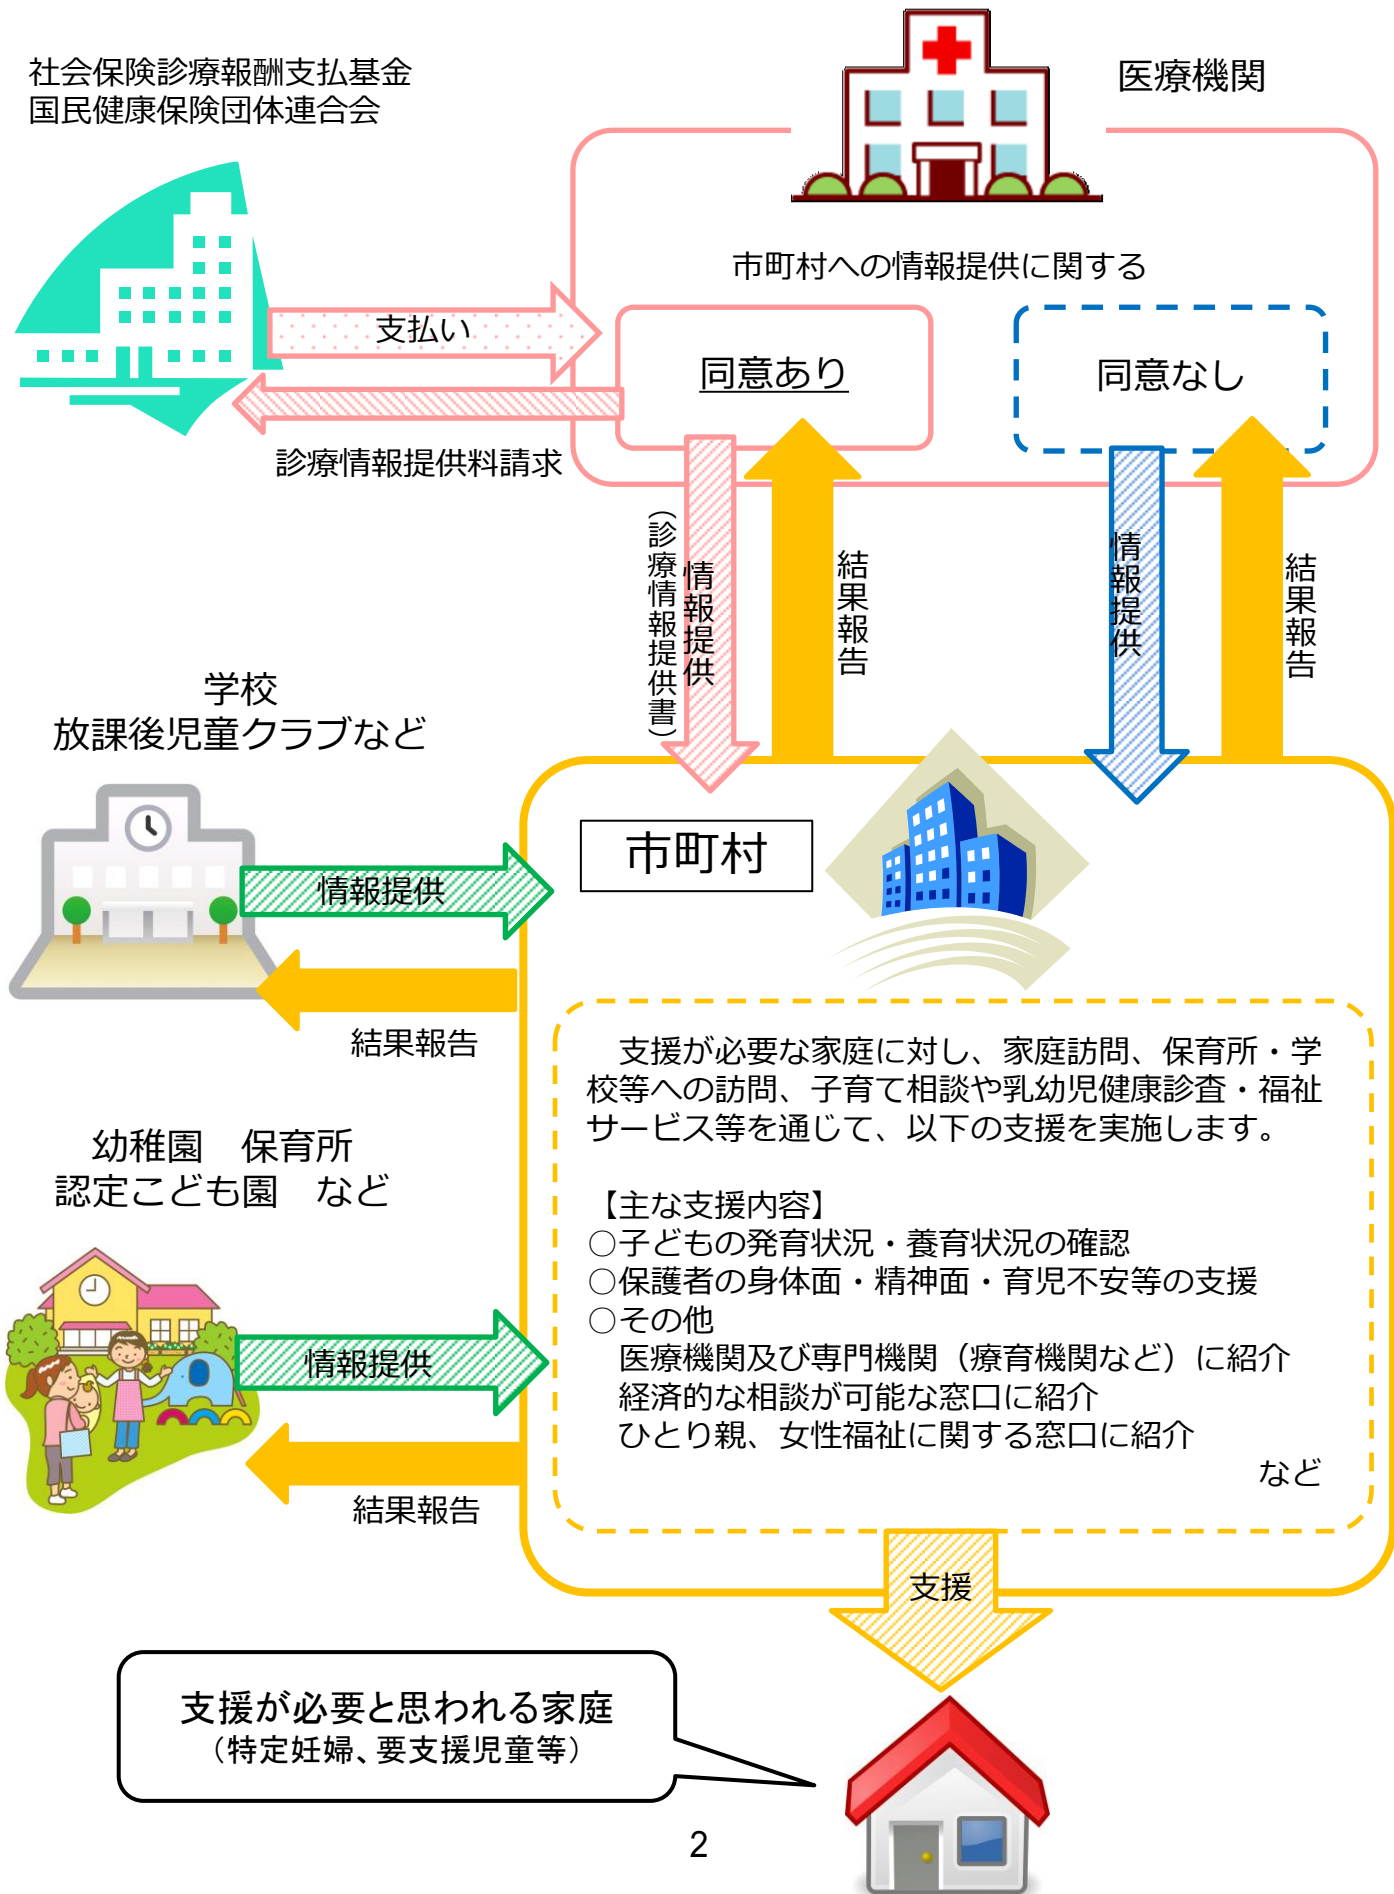 社会保険診療報酬支払基金
国民健康保険団体連合会
医療機関
市町村への情報提供に関する
支払い
同意あり
同意なし
診療情報提供料請求
情報提供
（診療情報提供書）
結果報告
情報提供
結果報告
学校
放課後児童クラブなど
情報提供
結果報告
市町村
　支援が必要な家庭に対し、家庭訪問、保育所・学
校等への訪問、子育て相談や乳幼児健康診査・福祉
サービス等を通じて、以下の支援を実施します。
【主な支援内容】
○子どもの発育状況・養育状況の確認
○保護者の身体面・精神面・育児不安等の支援
○その他
　医療機関及び専門機関（療育機関など）に紹介
　経済的な相談が可能な窓口に紹介
　ひとり親、女性福祉に関する窓口に紹介
など
幼稚園　保育所
認定こども園　など
情報提供
結果報告
支援
支援が必要と思われる家庭
（特定妊婦、要支援児童等）
2